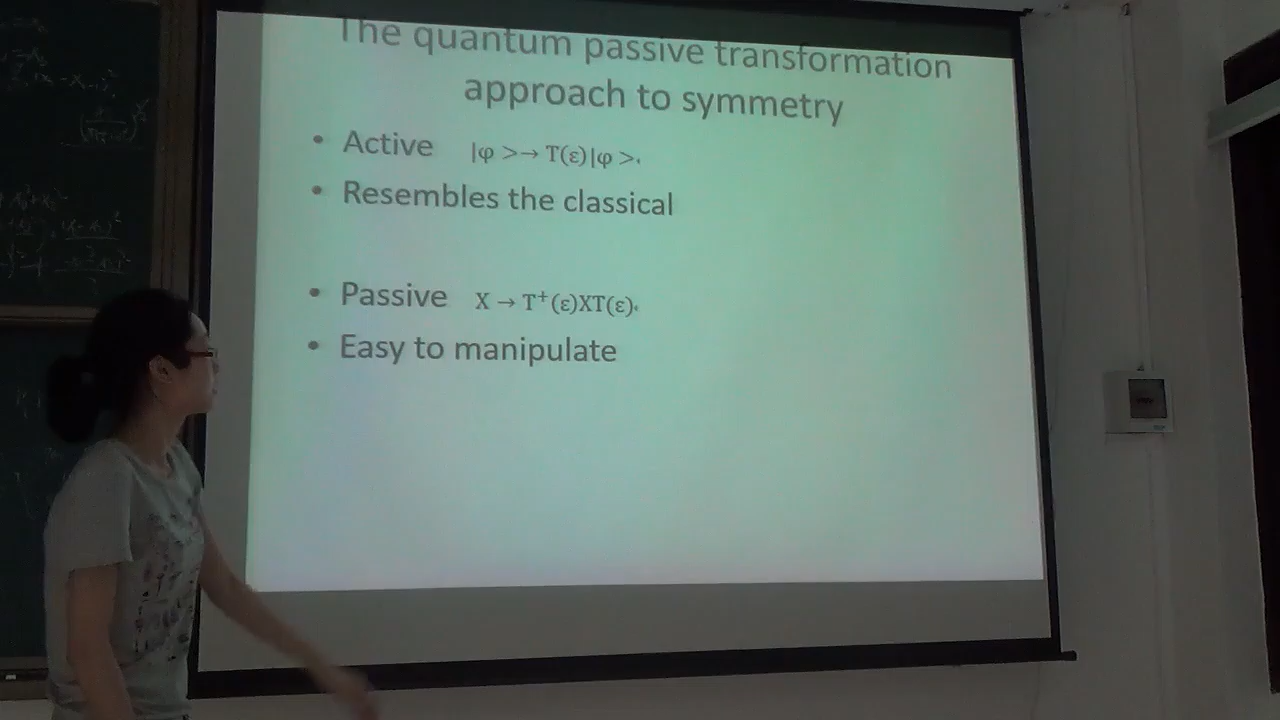 The quantum passive transformation
approach to symmetry
• Active |φ >→ T(ε)|φ >.
• Resembles the classical
• Passive X → T⁺(ε)XT(ε).
• Easy to manipulate